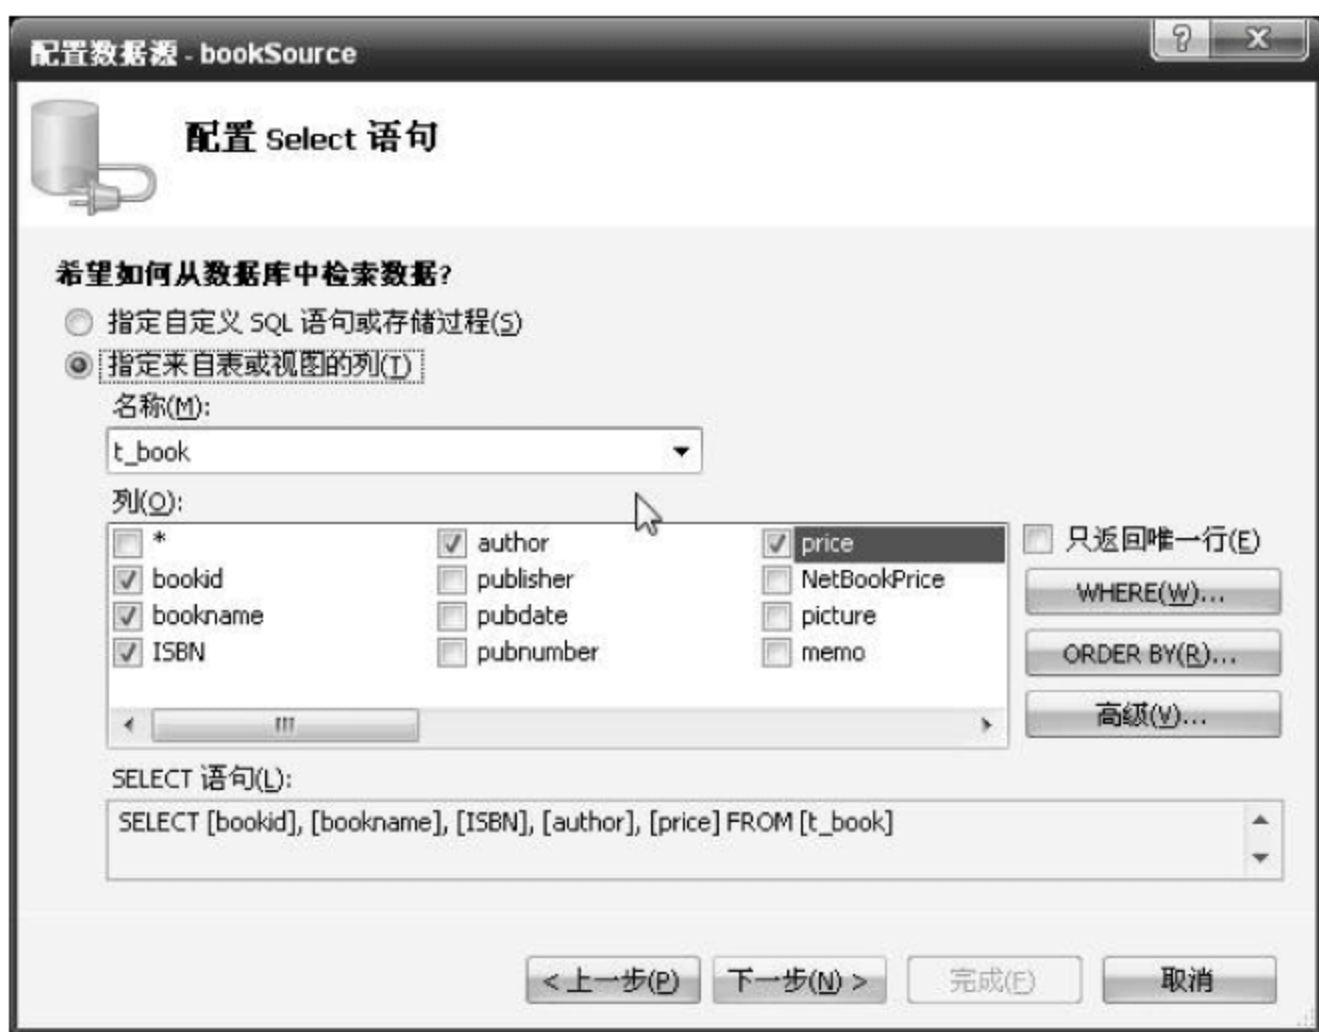 配置数据源 - bookSource
配置 Select 语句
希望如何从数据库中检索数据?
指定自定义 SQL 语句或存储过程(S)
指定来自表或视图的列(T)
名称(M):
t_book
列(O):
* author price 只返回唯一行(E)
bookid publisher NetBookPrice WHERE(W)...
bookname pubdate picture
ISBN pubnumber memo ORDER BY(R)...
高级(V)...
SELECT 语句(L):
SELECT [bookid], [bookname], [ISBN], [author], [price] FROM [t_book]
< 上一步(P) 下一步(N) > 完成(F) 取消